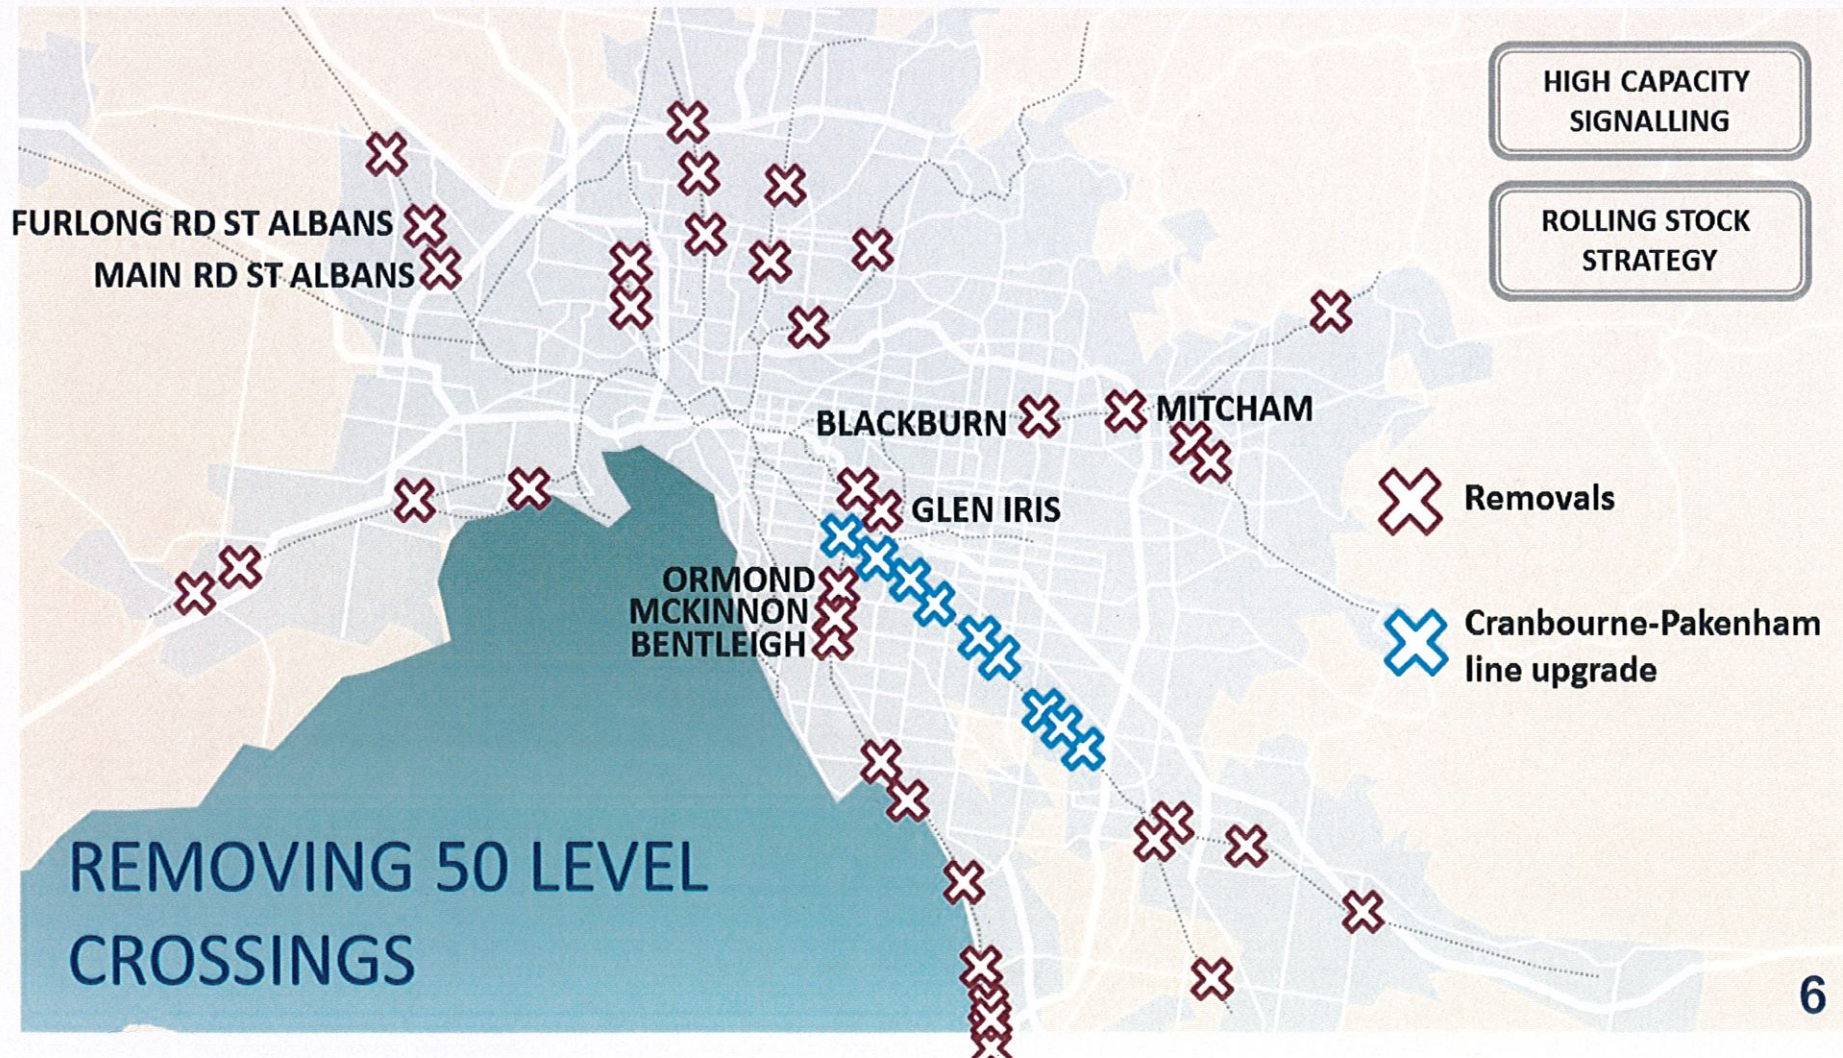 HIGH CAPACITY
SIGNALLING
ROLLING STOCK
STRATEGY
FURLONG RD ST ALBANS
MAIN RD ST ALBANS
BLACKBURN
MITCHAM
GLEN IRIS
ORMOND
MCKINNON
BENTLEIGH
Removals
Cranbourne-Pakenham
line upgrade
REMOVING 50 LEVEL
CROSSINGS
6